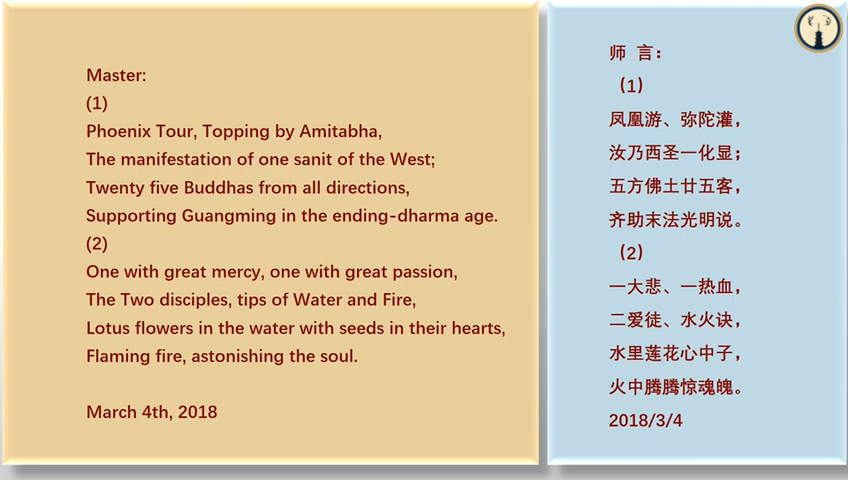 Master:
(1)
Phoenix Tour, Topping by Amitabha,
The manifestation of one sanit of the West;
Twenty five Buddhas from all directions,
Supporting Guangming in the ending-dharma age.
(2)
One with great mercy, one with great passion,
The Two disciples, tips of Water and Fire,
Lotus flowers in the water with seeds in their hearts,
Flaming fire, astonishing the soul.
March 4th, 2018
师 言：
（1）
凤凰游、弥陀灌，
汝乃西圣一化显；
五方佛土廿五客，
齐助末法光明说。
（2）
一大悲、一热血，
二爱徒、水火诀，
水里莲花心中子，
火中腾腾惊魂魄。
2018/3/4